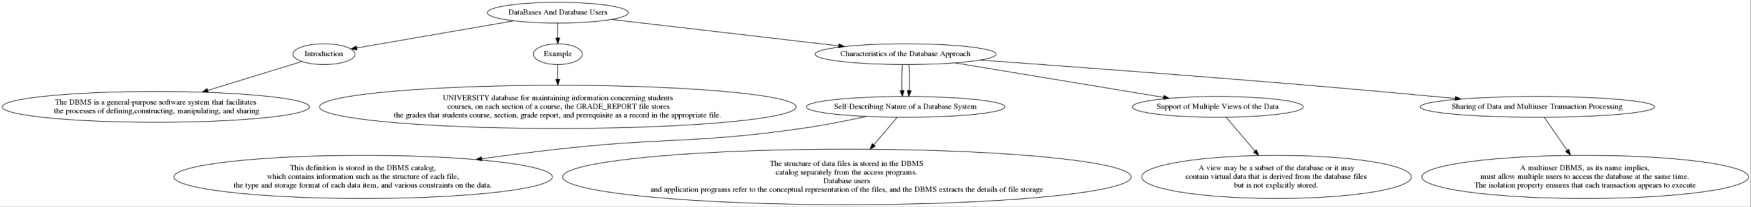 DataBases And Database Users
Introduction
Example
Characteristics of the Database Approach
The DBMS is a general-purpose software system that facilitates
the processes of defining,constructing, manipulating, and sharing
UNIVERSITY database for maintaining information concerning students
courses, on each section of a course, the GRADE_REPORT file stores
the grades that students course, section, grade report, and prerequisite as a record in the appropriate file.
Self-Describing Nature of a Database System
Support of Multiple Views of the Data
Sharing of Data and Multiuser Transaction Processing
This definition is stored in the DBMS catalog,
which contains information such as the structure of each file,
the type and storage format of each data item, and various constraints on the data.
The structure of data files is stored in the DBMS
catalog separately from the access programs.
Database users
and application programs refer to the conceptual representation of the files, and the DBMS extracts the details of file storage
A view may be a subset of the database or it may
contain virtual data that is derived from the database files
but is not explicitly stored.
A multiuser DBMS, as its name implies,
must allow multiple users to access the database at the same time.
The isolation property ensures that each transaction appears to execute